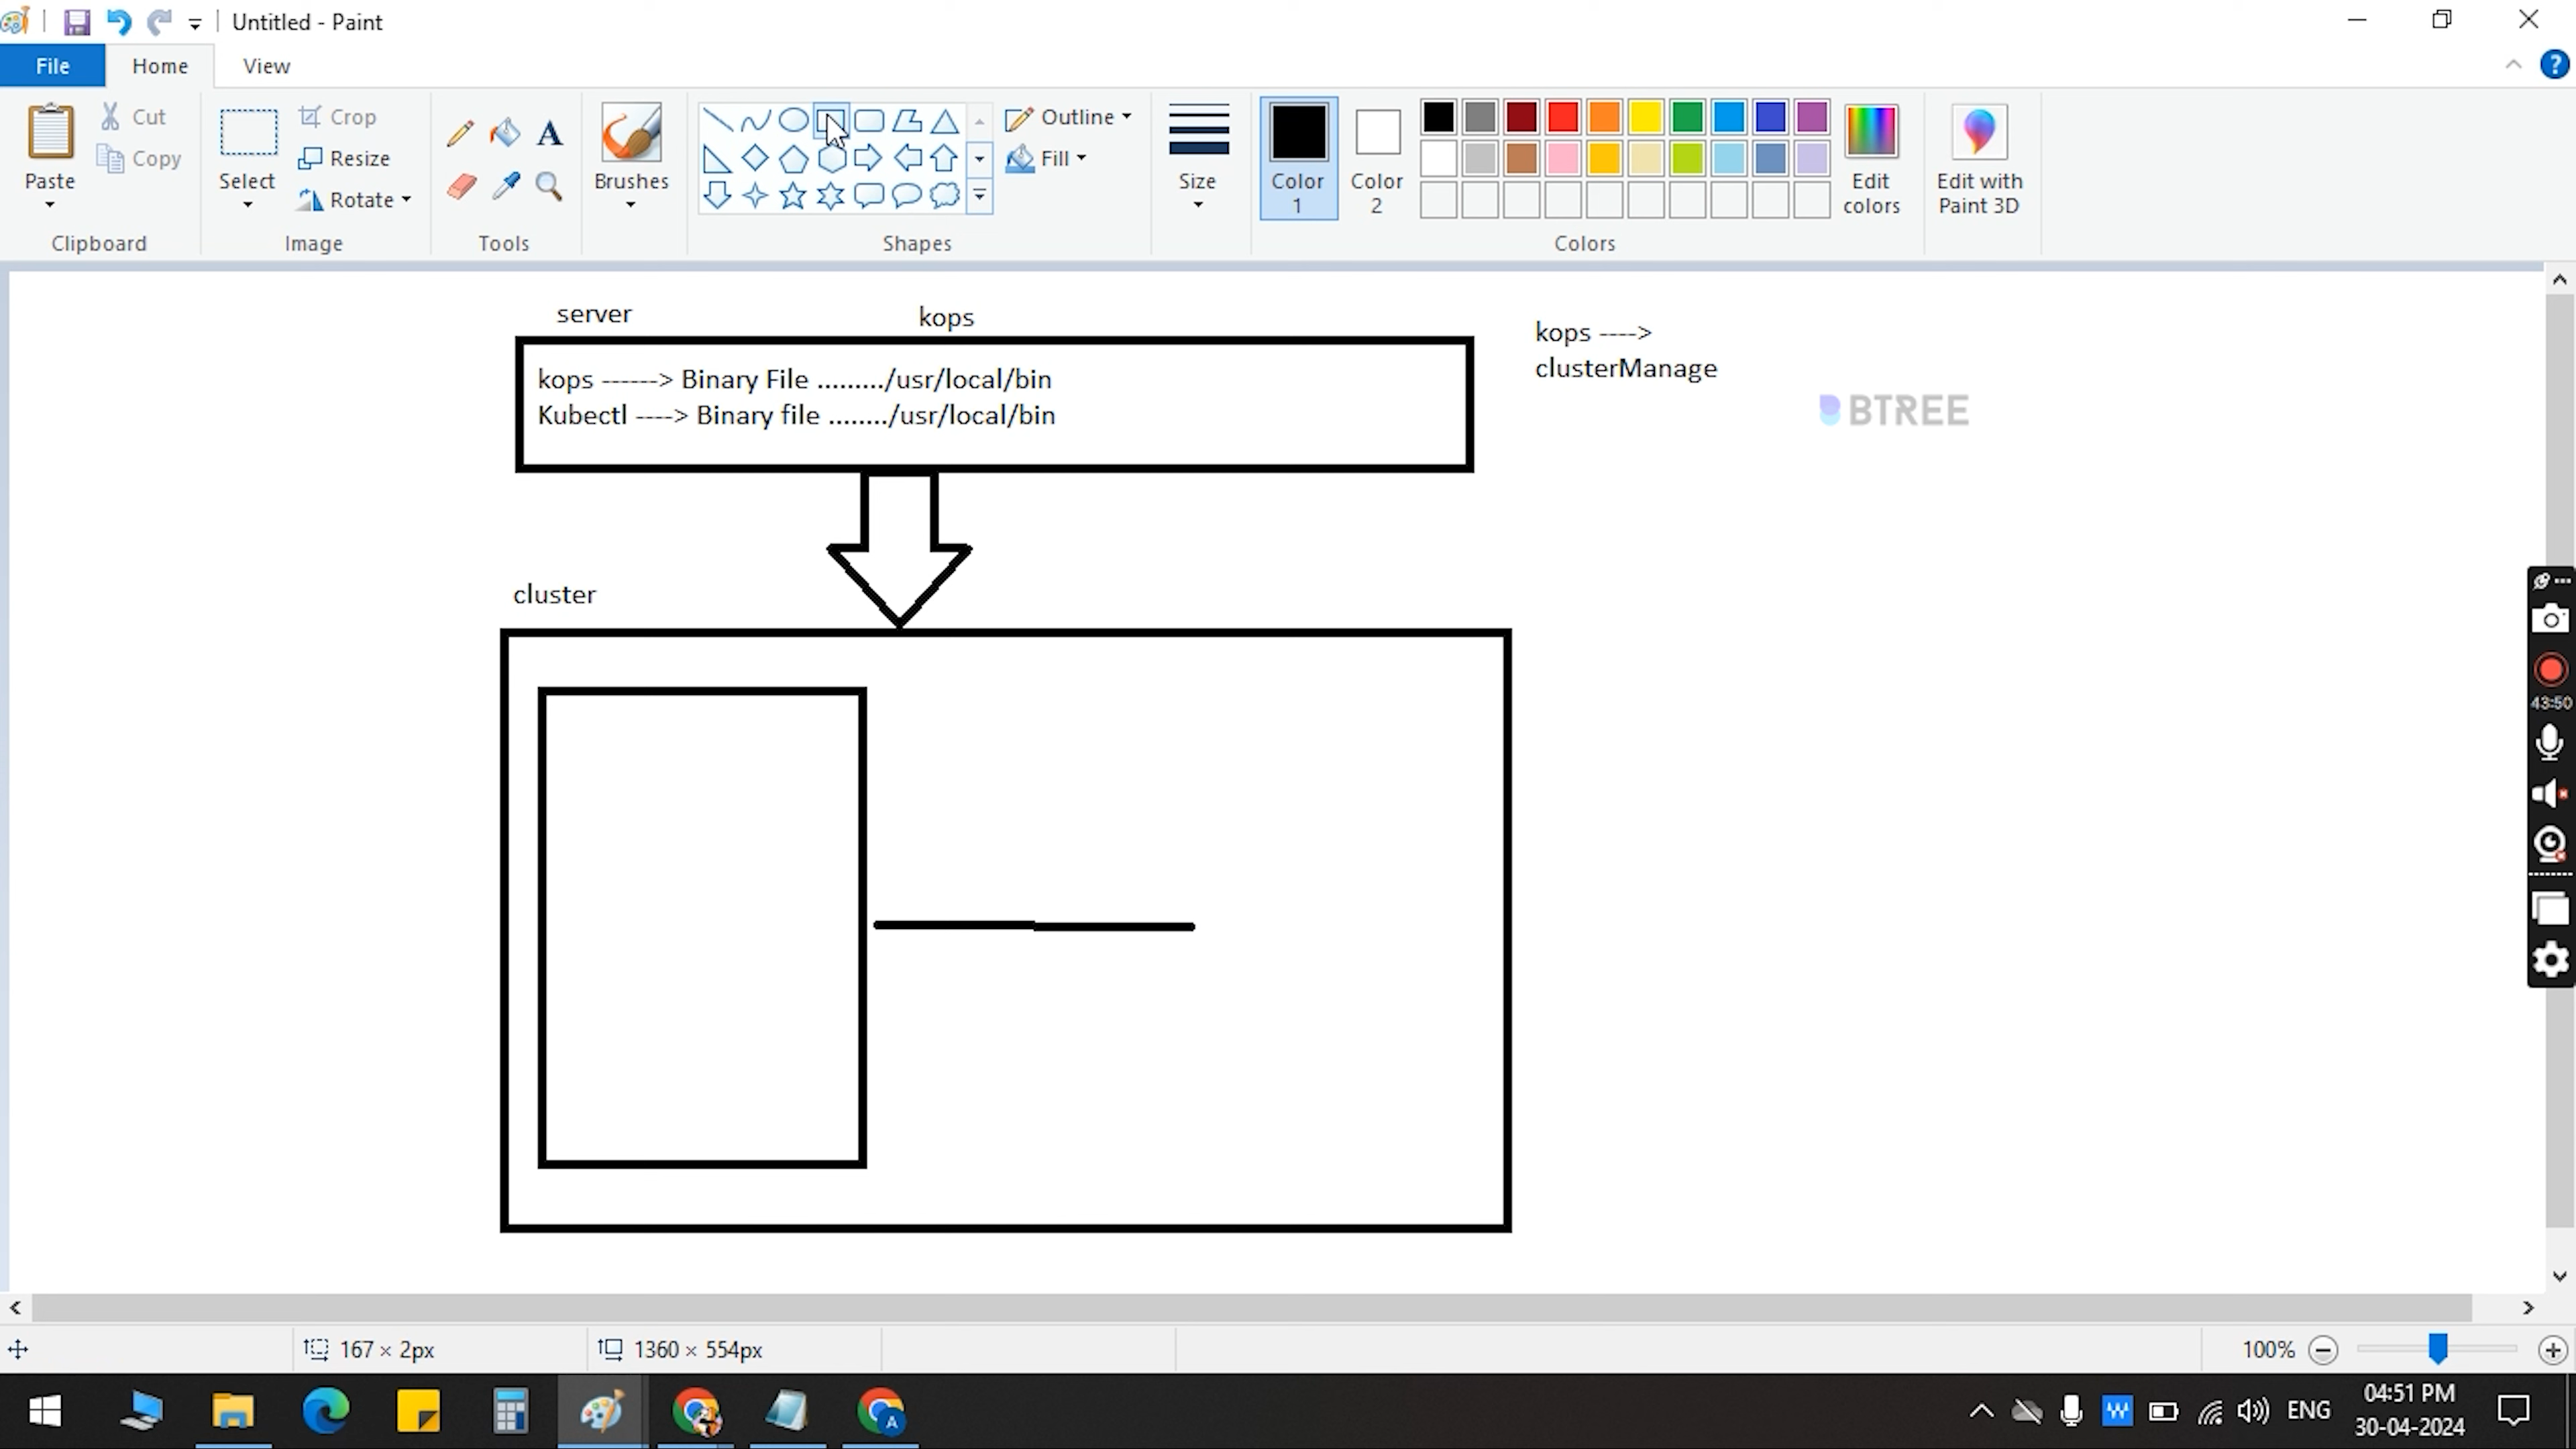 Untitled - Paint
File
Home
View
Paste
Cut
Copy
Clipboard
Select
Crop
Resize
Rotate
Image
Tools
Brushes
Shapes
Outline
Fill
Size
Color
1
Color
2
Colors
Edit
colors
Edit with
Paint 3D
server
kops
kops ------> Binary File ........./usr/local/bin
Kubectl ----> Binary file ......../usr/local/bin
kops ---->
clusterManage
BTREE
cluster
43:50
167 × 2px
1360 × 554px
100%
ENG
04:51 PM
30-04-2024